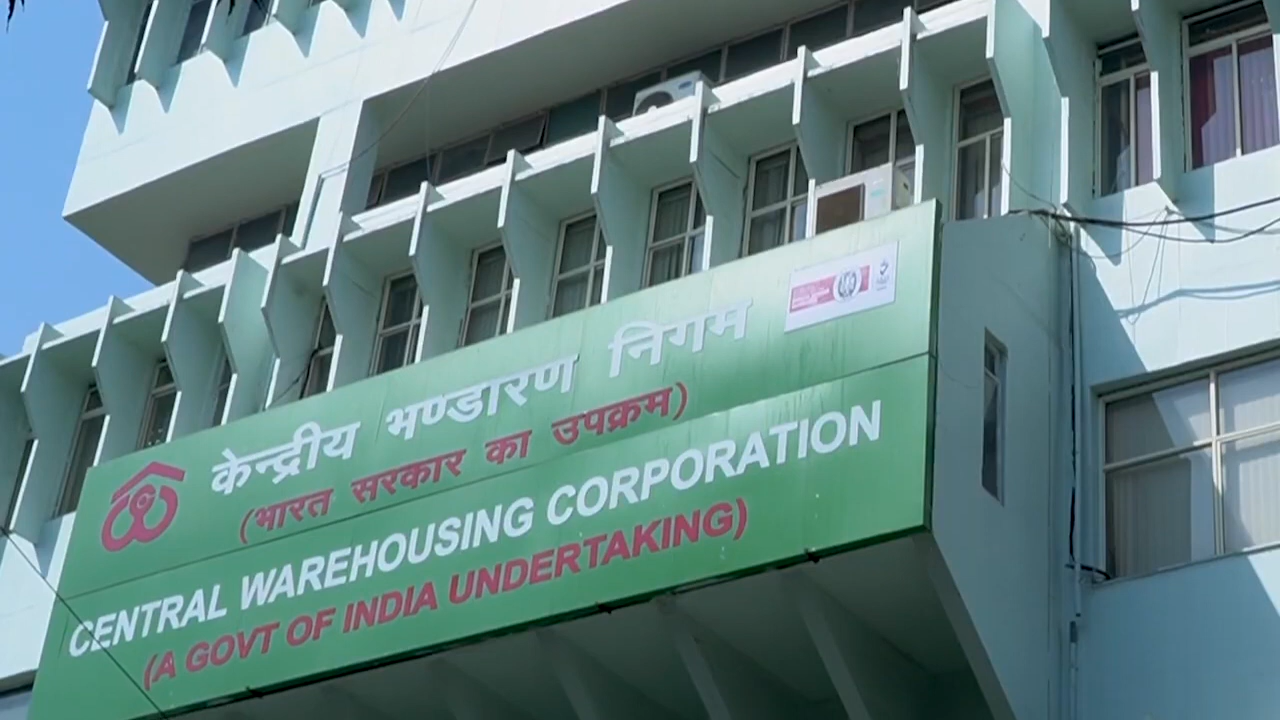 केन्द्रीय भण्डारण निगम
(भारत सरकार का उपक्रम)
CENTRAL WAREHOUSING CORPORATION
(A GOVT OF INDIA UNDERTAKING)